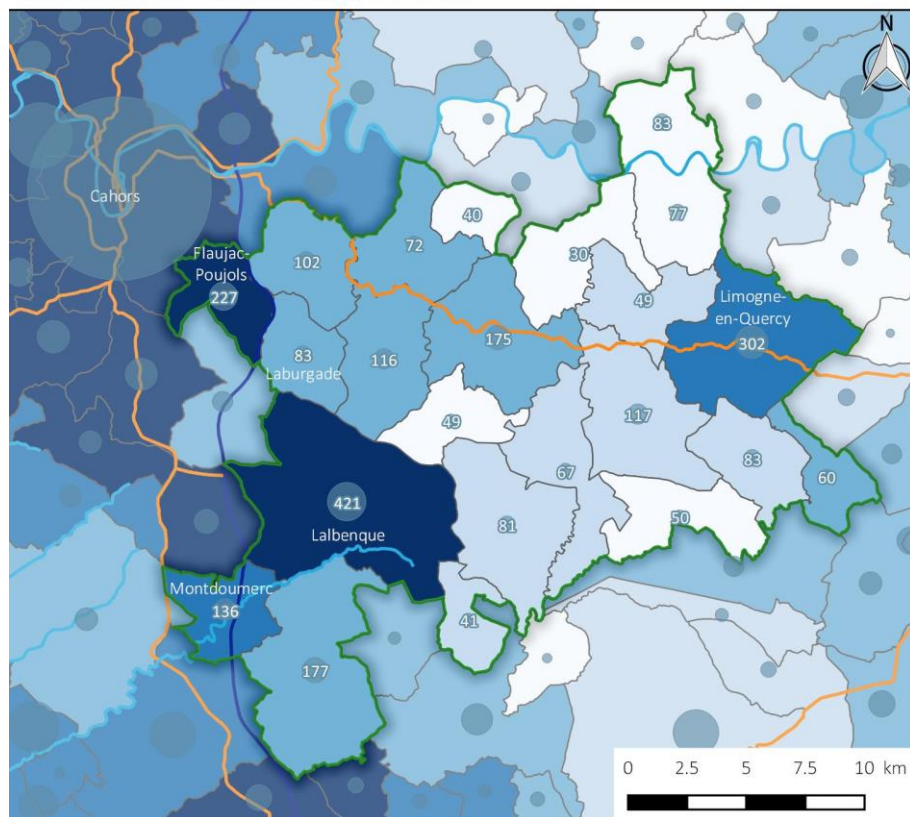 N
83
Cahors
40
77
Flaujac-
Poujols
227
102
72
30
49
Limogne-
en-Quercy
302
83
Laburgade
116
175
49
117
67
83
60
421
Lalbenque
81
50
Montdoumerc
136
41
177
0 2.5 5 7.5 10 km